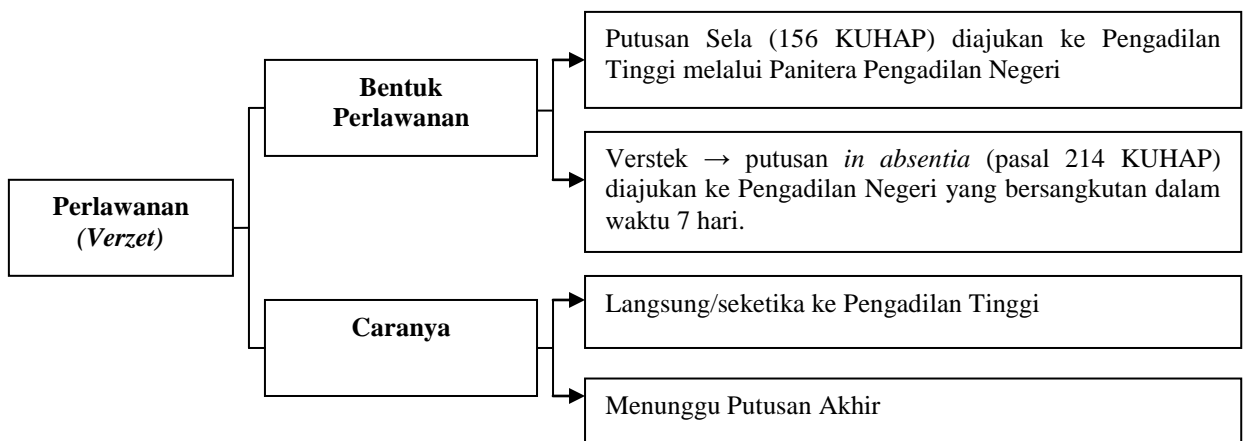 Perlawanan
(Verzet)
Bentuk
Perlawanan
Putusan Sela (156 KUHAP) diajukan ke Pengadilan
Tinggi melalui Panitera Pengadilan Negeri
Verstek → putusan in absentia (pasal 214 KUHAP)
diajukan ke Pengadilan Negeri yang bersangkutan dalam
waktu 7 hari.
Caranya
Langsung/seketika ke Pengadilan Tinggi
Menunggu Putusan Akhir